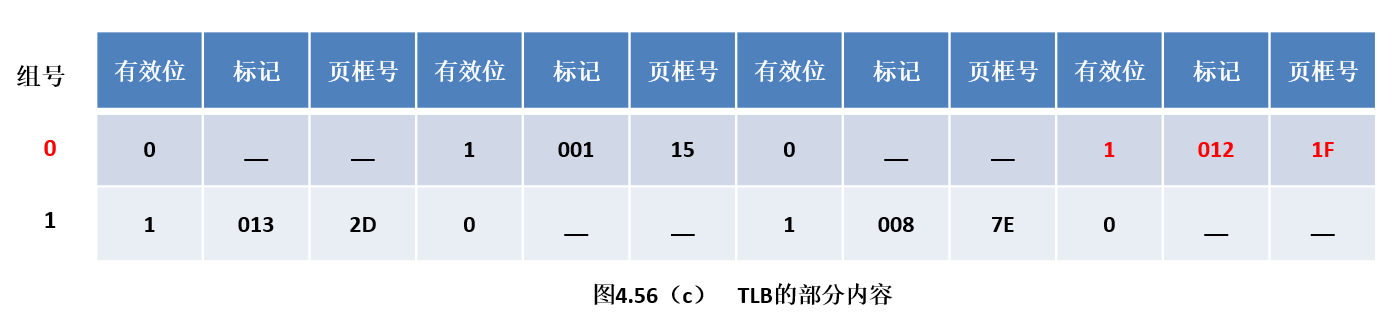 组号 有效位 标记 页框号 有效位 标记 页框号 有效位 标记 页框号 有效位 标记 页框号
0 0 __ __ 1 001 15 0 __ __ 1 012 1F
1 1 013 2D 0 __ __ 1 008 7E 0 __ __
图4.56（c） TLB的部分内容